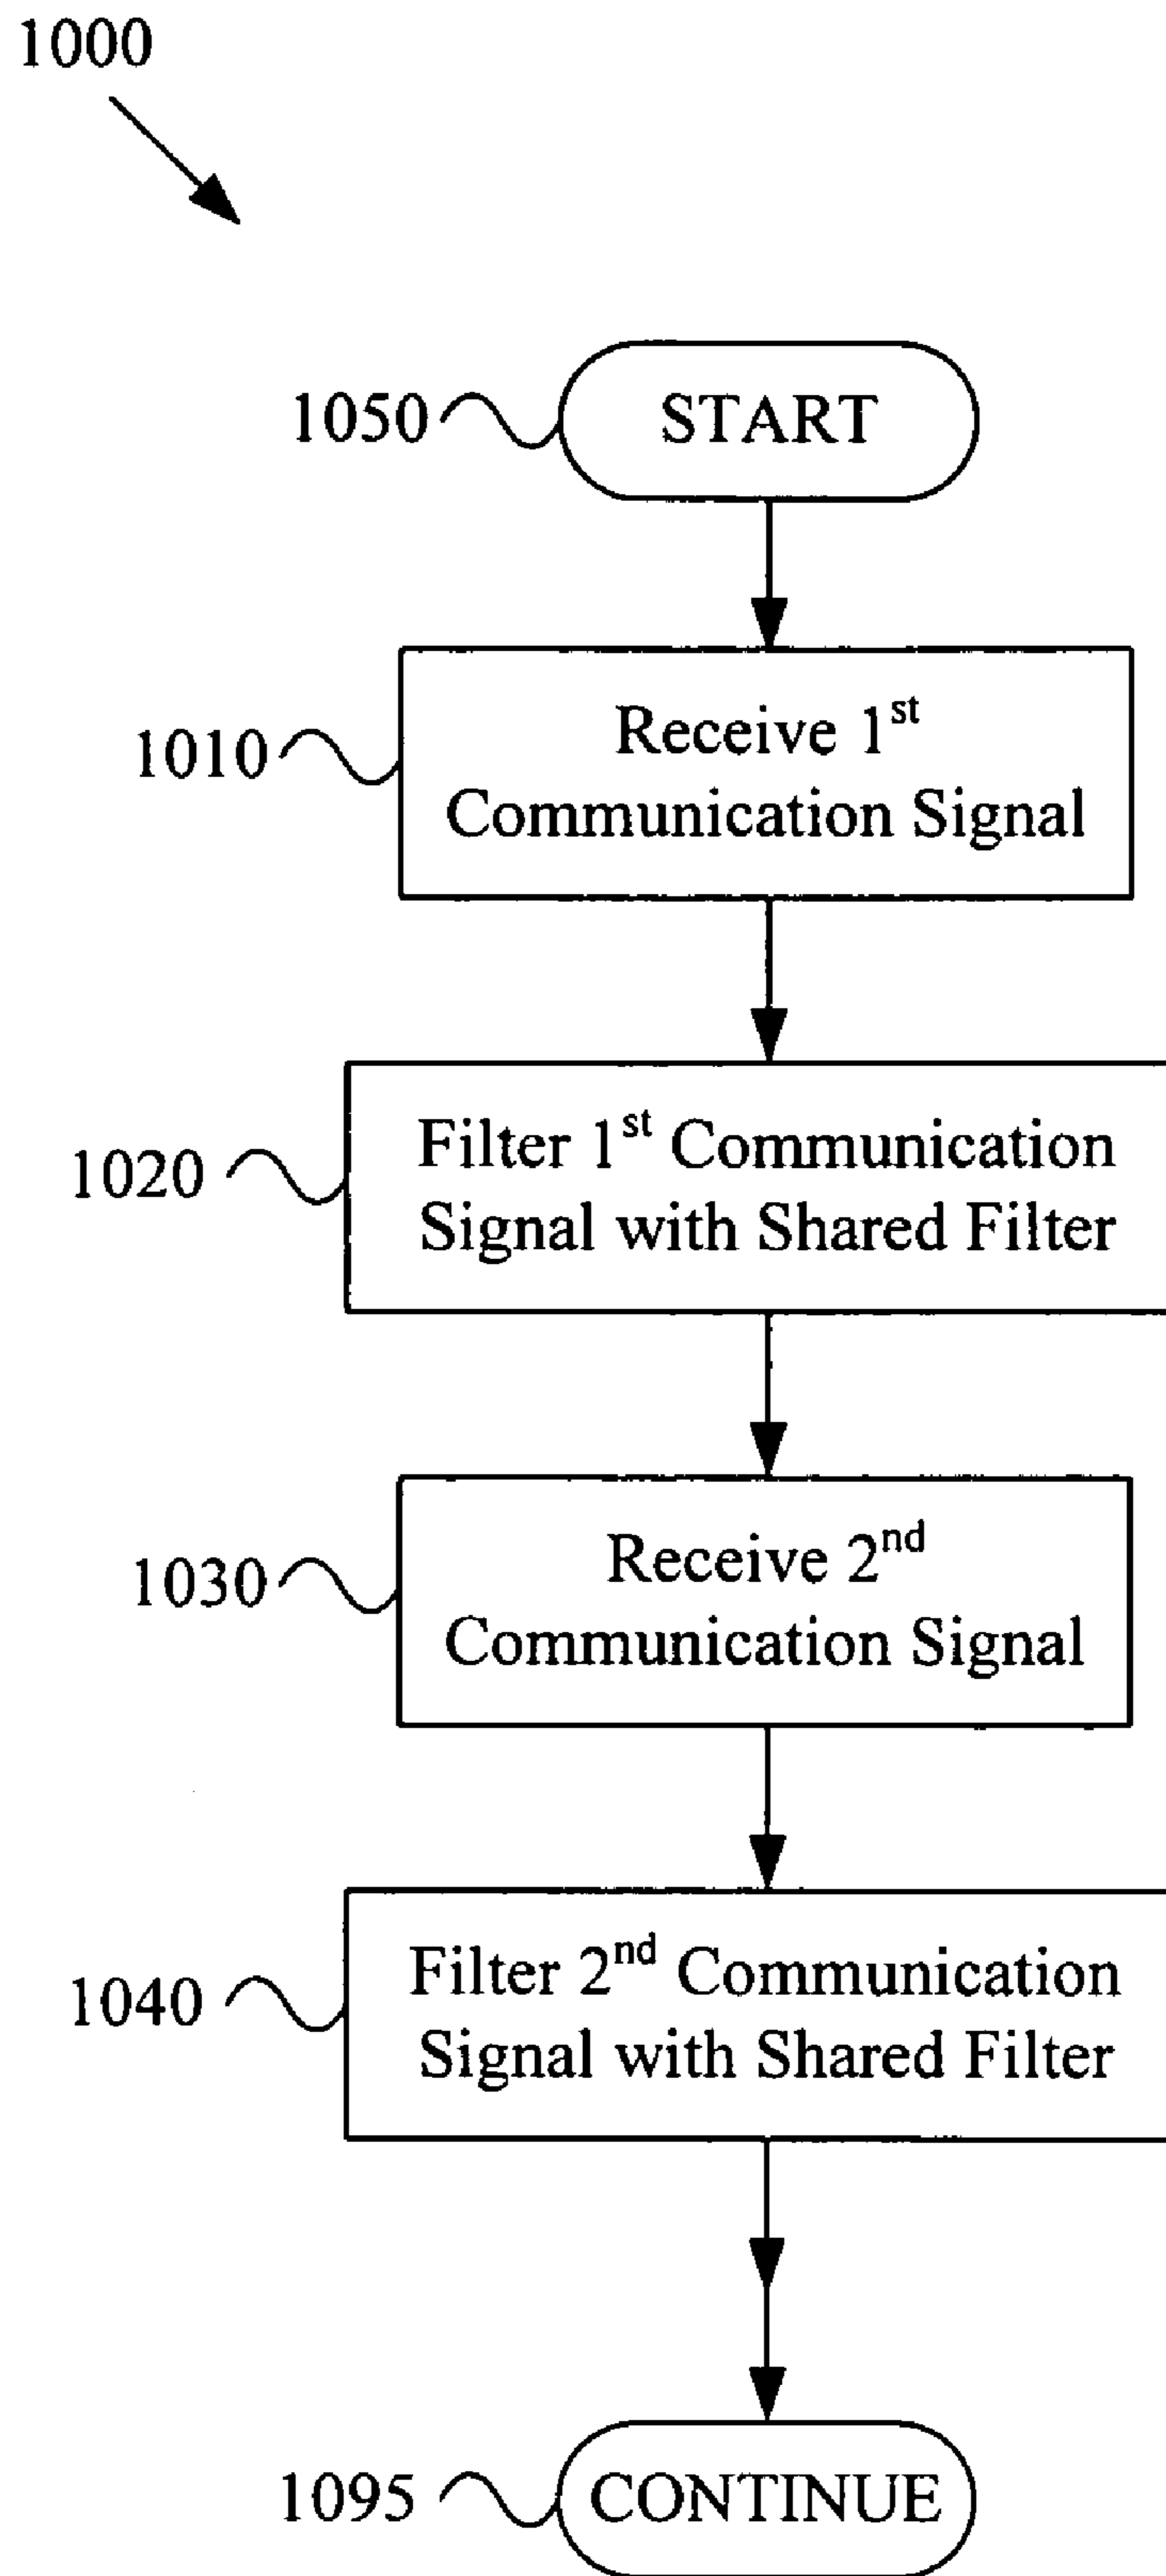 1000
1050
START
1010
Receive 1st
Communication Signal
1020
Filter 1st Communication
Signal with Shared Filter
1030
Receive 2nd
Communication Signal
1040
Filter 2nd Communication
Signal with Shared Filter
1095
CONTINUE